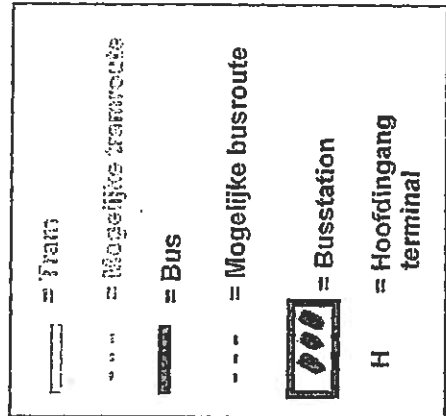 = Tram
= Mogelijke tramroute
= Bus
= Mogelijke busroute
= Busstation
H = Hoofdingang
terminal